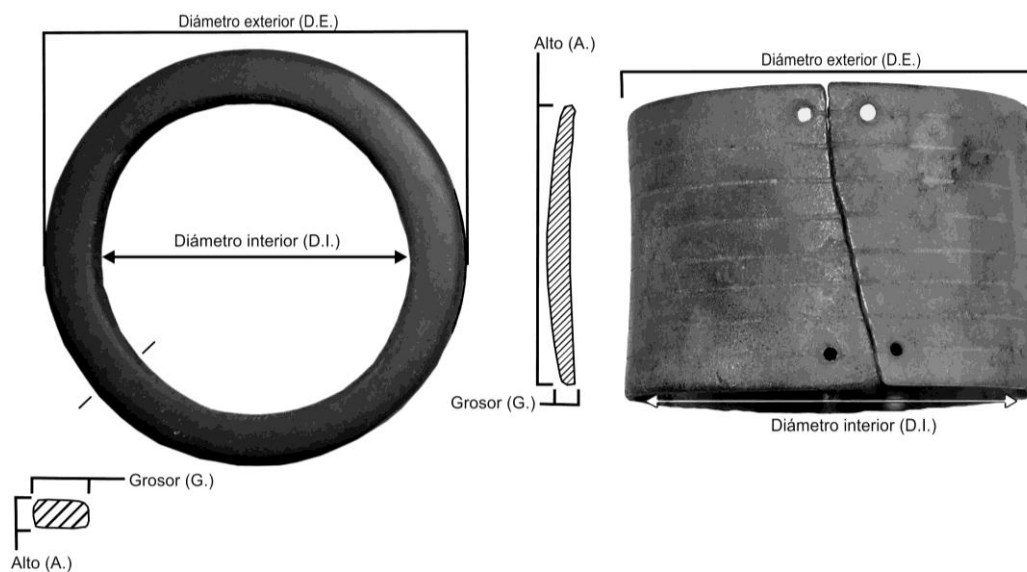 Diámetro exterior (D.E.)
Diámetro interior (D.I.)
Grosor (G.)
Alto (A.)
Alto (A.)
Grosor (G.)
Diámetro exterior (D.E.)
Diámetro interior (D.I.)